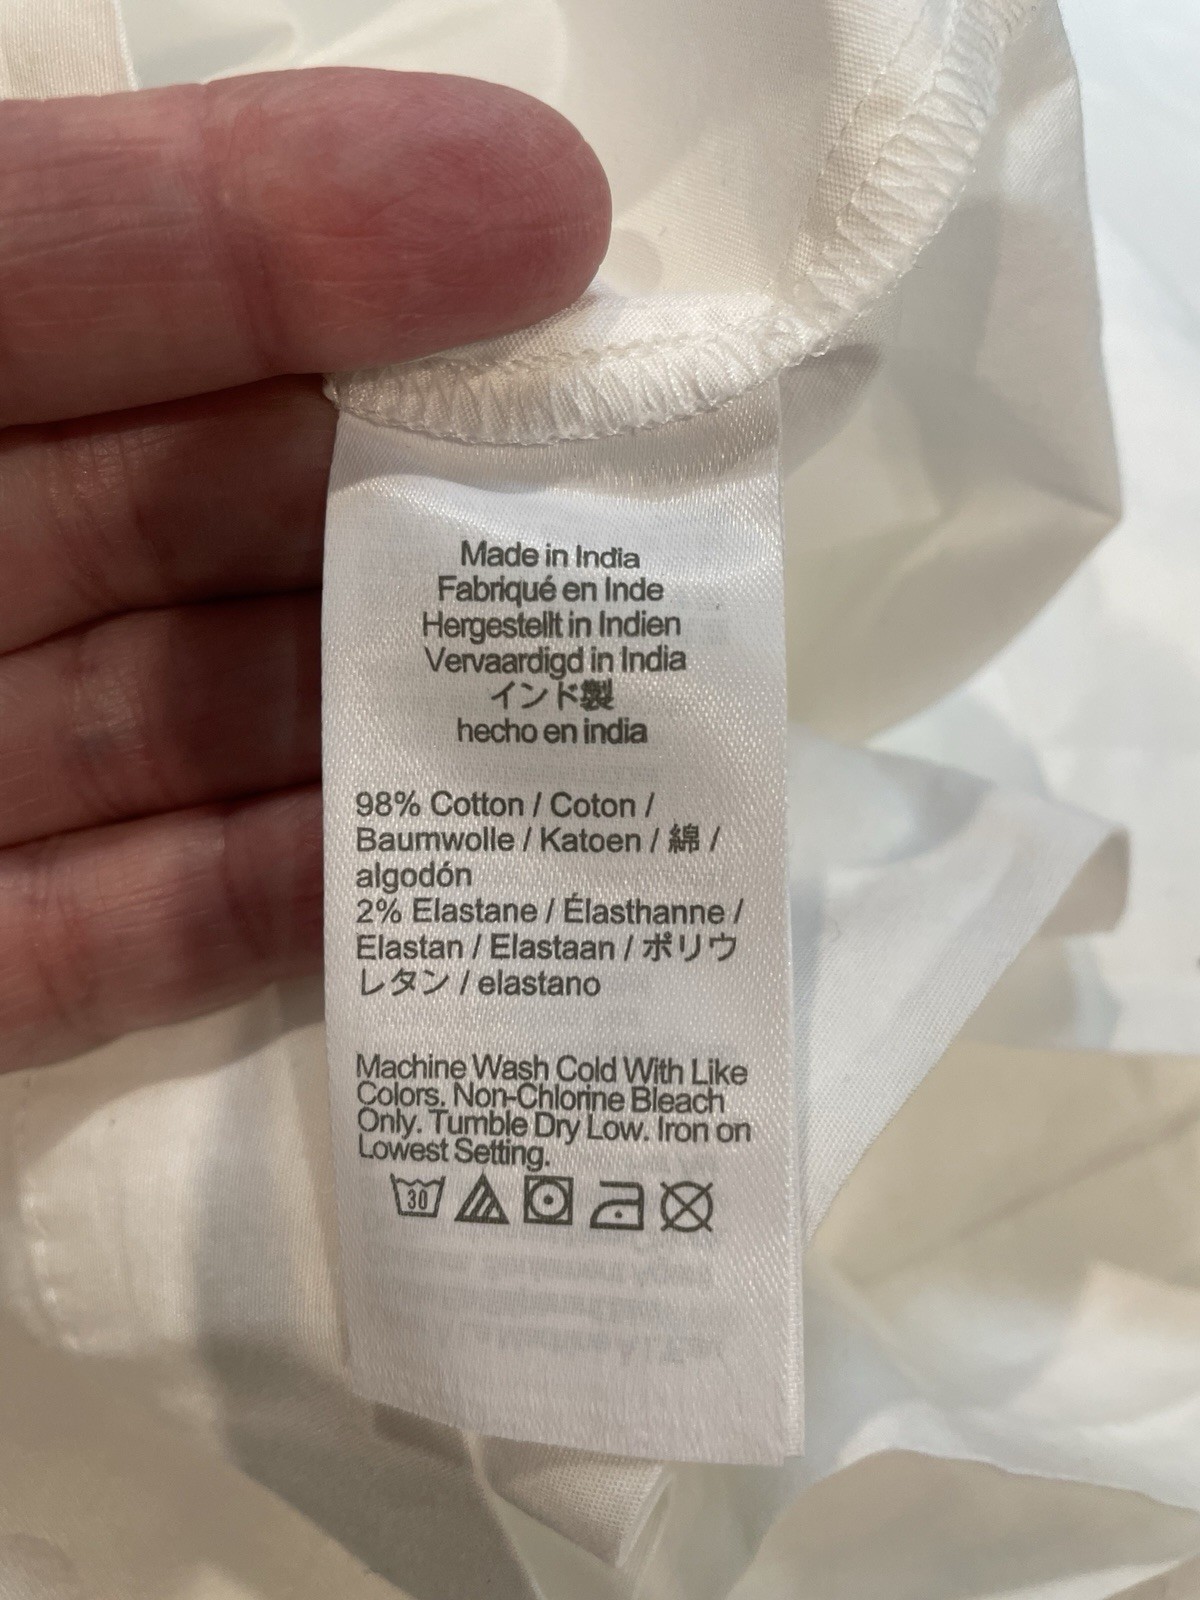 Made in India
Fabriqué en Inde
Hergestellt in Indien
Vervaardigd in India
インド製
hecho en india
98% Cotton / Coton /
Baumwolle / Katoen / 綿 /
algodón
2% Elastane / Élasthanne /
Elastan / Elastaan / ポリウ
レタン / elastano
Machine Wash Cold With Like
Colors. Non-Chlorine Bleach
Only. Tumble Dry Low. Iron on
Lowest Setting.
30